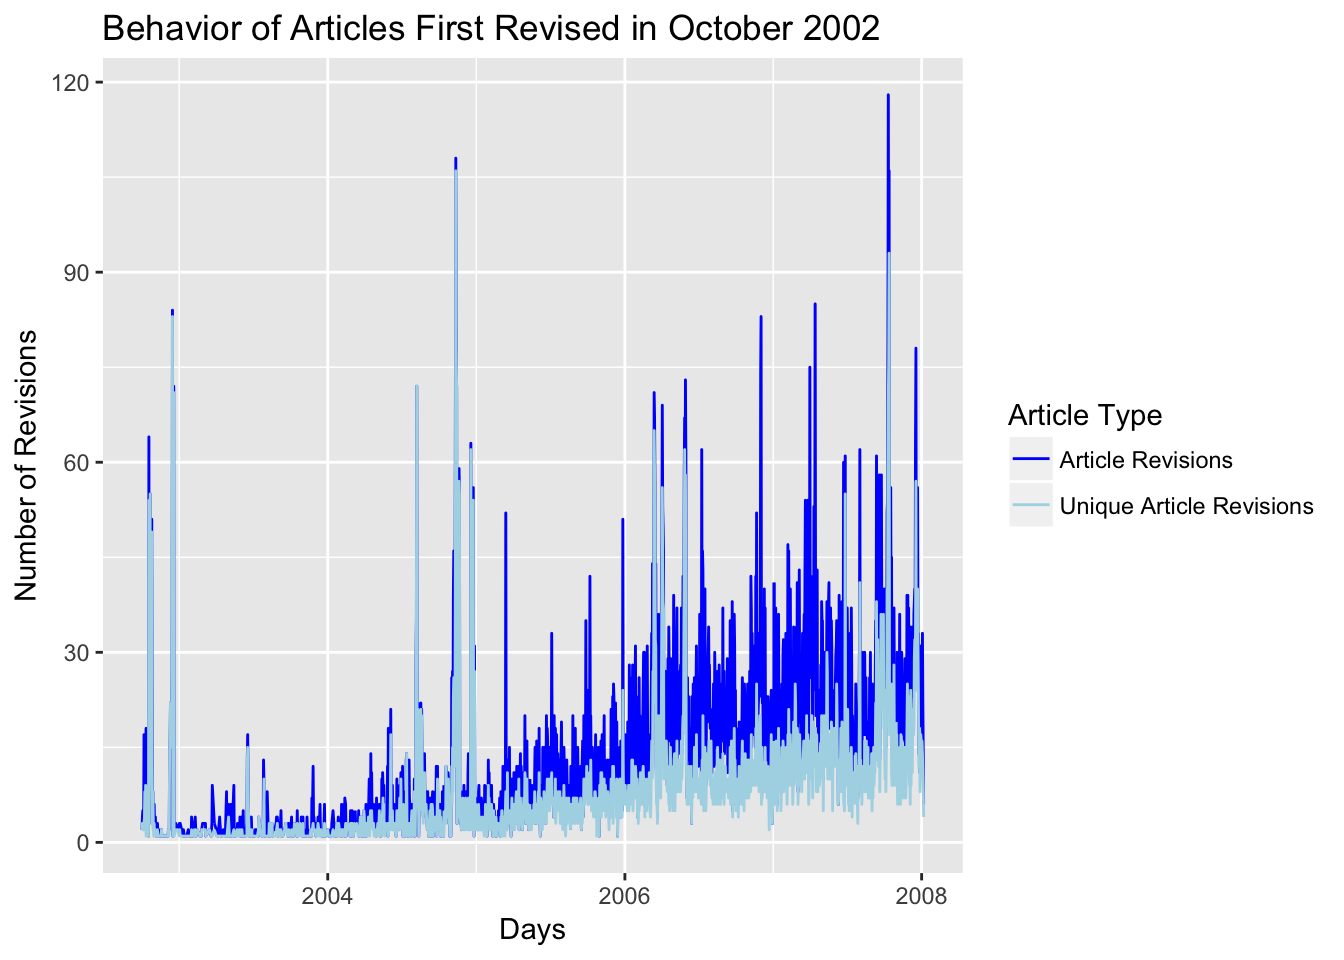 Behavior of Articles First Revised in October 2002
120
90
60
30
0
Number of Revisions
2004
2006
2008
Days
Article Type
Article Revisions
Unique Article Revisions